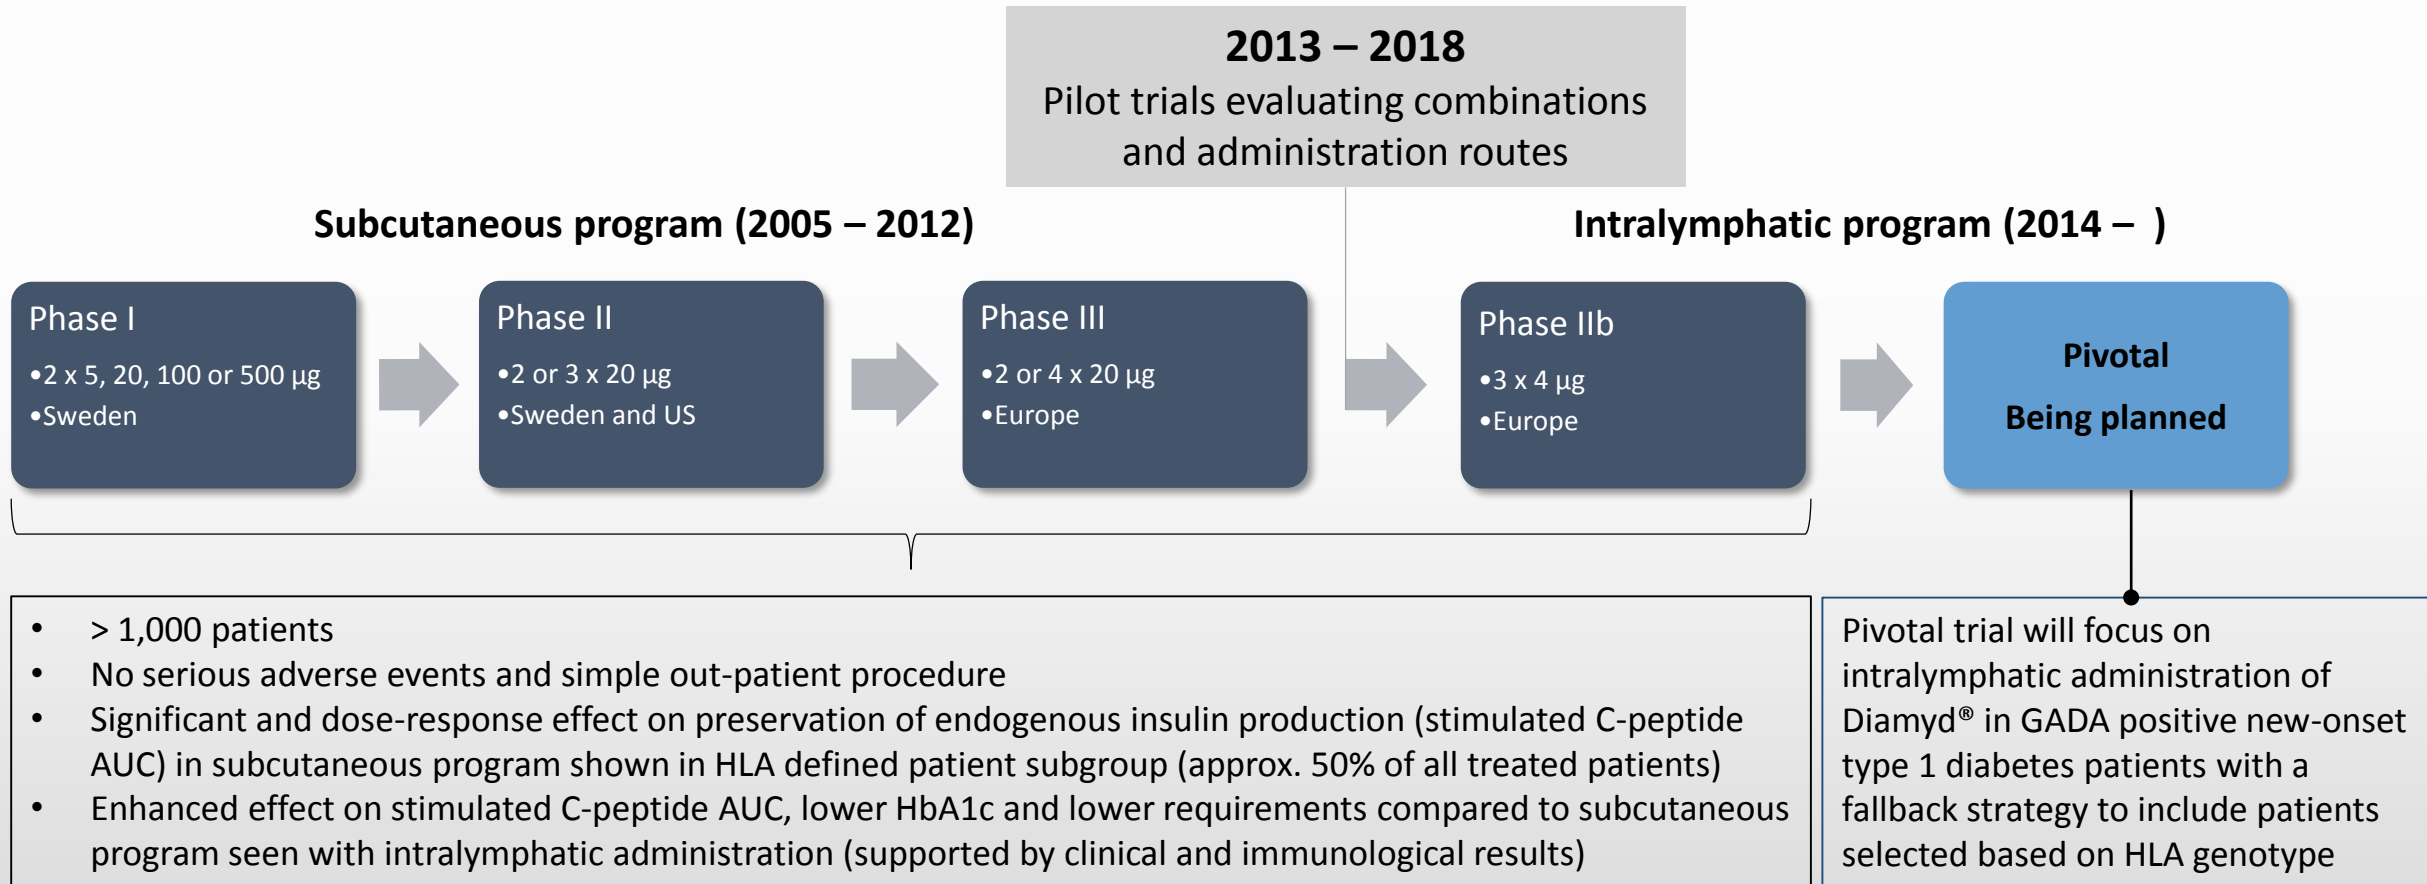 2013 – 2018
Pilot trials evaluating combinations
and administration routes
Subcutaneous program (2005 – 2012)
Intralymphatic program (2014 –  )
Phase I
•2 x 5, 20, 100 or 500 µg
•Sweden
Phase II
•2 or 3 x 20 µg
•Sweden and US
Phase III
•2 or 4 x 20 µg
•Europe
Phase IIb
•3 x 4 µg
•Europe
Pivotal
Being planned
• > 1,000 patients
• No serious adverse events and simple out-patient procedure
• Significant and dose-response effect on preservation of endogenous insulin production (stimulated C-peptide
AUC) in subcutaneous program shown in HLA defined patient subgroup (approx. 50% of all treated patients)
• Enhanced effect on stimulated C-peptide AUC, lower HbA1c and lower requirements compared to subcutaneous
program seen with intralymphatic administration (supported by clinical and immunological results)
Pivotal trial will focus on
intralymphatic administration of
Diamyd® in GADA positive new-onset
type 1 diabetes patients with a
fallback strategy to include patients
selected based on HLA genotype